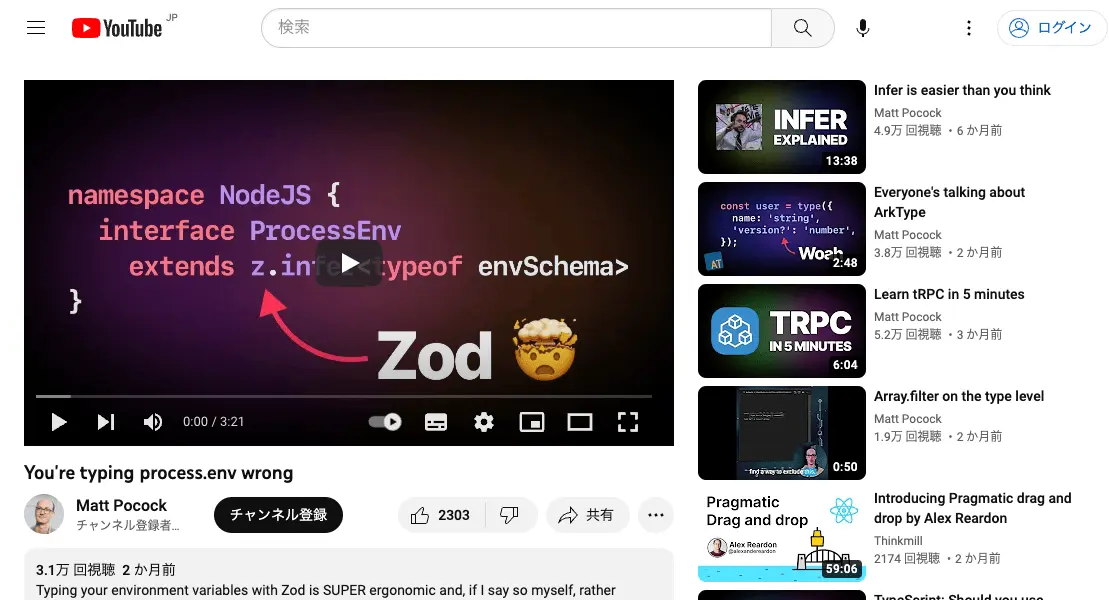 YouTube JP
検索
ログイン
namespace NodeJS {
interface ProcessEnv
extends z.infer<typeof envSchema>
}
Zod
0:00 / 3:21
You're typing process.env wrong
Matt Pocock
チャンネル登録者...
チャンネル登録
2303
共有
3.1万 回視聴 2 か月前
Typing your environment variables with Zod is SUPER ergonomic and, if I say so myself, rather
INFER
EXPLAINED
13:38
Infer is easier than you think
Matt Pocock
4.9万 回視聴 ・6 か月前
const user = type({
name: 'string',
'version?': 'number',
});
Woah
AT
2:48
Everyone's talking about
ArkType
Matt Pocock
3.8万 回視聴 ・2 か月前
TRPC
IN 5 MINUTES
6:04
Learn tRPC in 5 minutes
Matt Pocock
5.2万 回視聴 ・3 か月前
find a way to exclude this.
0:50
Array.filter on the type level
Matt Pocock
1.9万 回視聴 ・2 か月前
Pragmatic
Drag and drop
Alex Reardon
@alexandereardon
59:06
Introducing Pragmatic drag and
drop by Alex Reardon
Thinkmill
2174 回視聴 ・2 か月前
TypeScript: Should you use